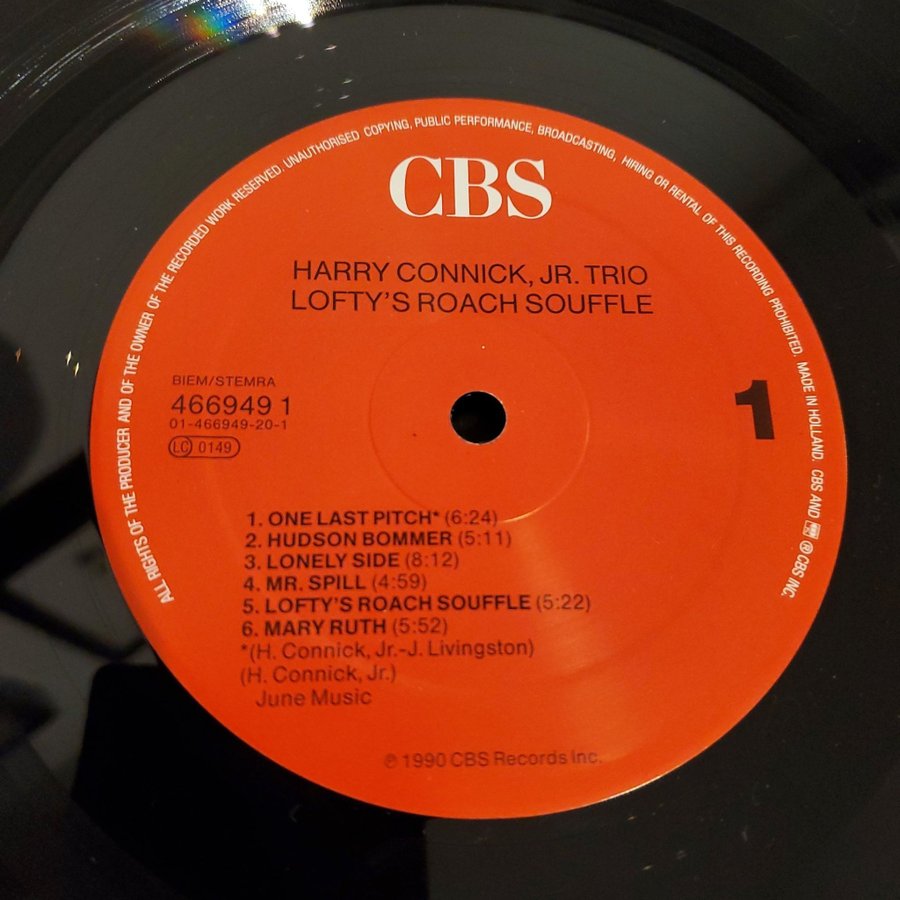 ALL RIGHTS OF THE PRODUCER AND OF THE OWNER OF THE RECORDED WORK RESERVED. UNAUTHORISED COPYING, PUBLIC PERFORMANCE, BROADCASTING, HIRING OR RENTAL OF THIS RECORDING PROHIBITED. MADE IN HOLLAND. CBS AND ℗ CBS INC.
CBS
HARRY CONNICK, JR. TRIO
LOFTY'S ROACH SOUFFLE
BIEM/STEMRA
466949 1
01-466949-20-1
LC 0149
1
1. ONE LAST PITCH* (6:24)
2. HUDSON BOMMER (5:11)
3. LONELY SIDE (8:12)
4. MR. SPILL (4:59)
5. LOFTY'S ROACH SOUFFLE (5:22)
6. MARY RUTH (5:52)
*(H. Connick, Jr.-J. Livingston)
(H. Connick, Jr.)
June Music
℗ 1990 CBS Records Inc.